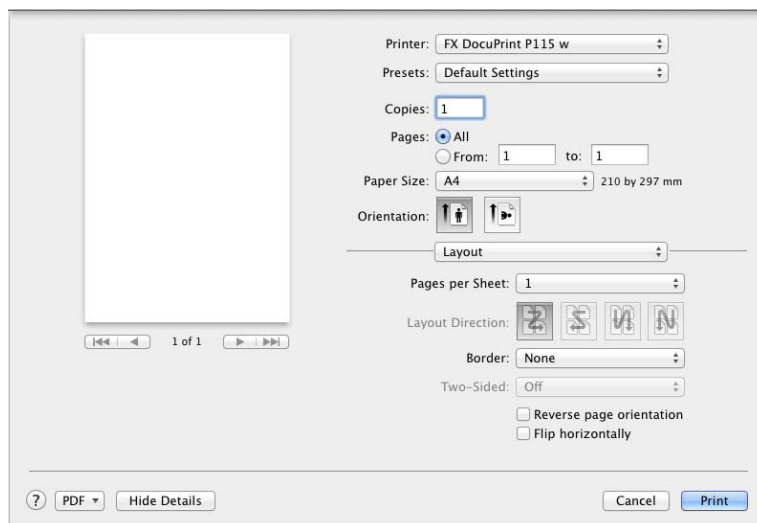 Printer: FX DocuPrint P115 w
Presets: Default Settings
Copies: 1
Pages: All
From: 1 to: 1
Paper Size: A4 210 by 297 mm
Orientation:
Layout
Pages per Sheet: 1
Layout Direction:
Border: None
Two-Sided: Off
Reverse page orientation
Flip horizontally
1 of 1
? PDF Hide Details Cancel Print